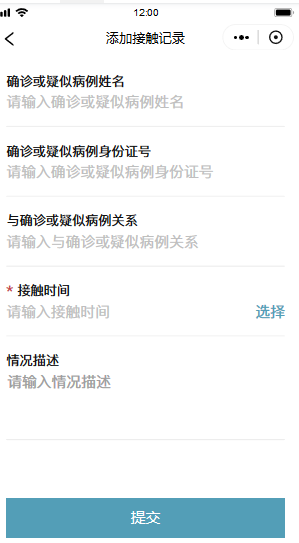 12:00
添加接触记录
确诊或疑似病例姓名
请输入确诊或疑似病例姓名
确诊或疑似病例身份证号
请输入确诊或疑似病例身份证号
与确诊或疑似病例关系
请输入与确诊或疑似病例关系
* 接触时间
请输入接触时间 选择
情况描述
请输入情况描述
提交